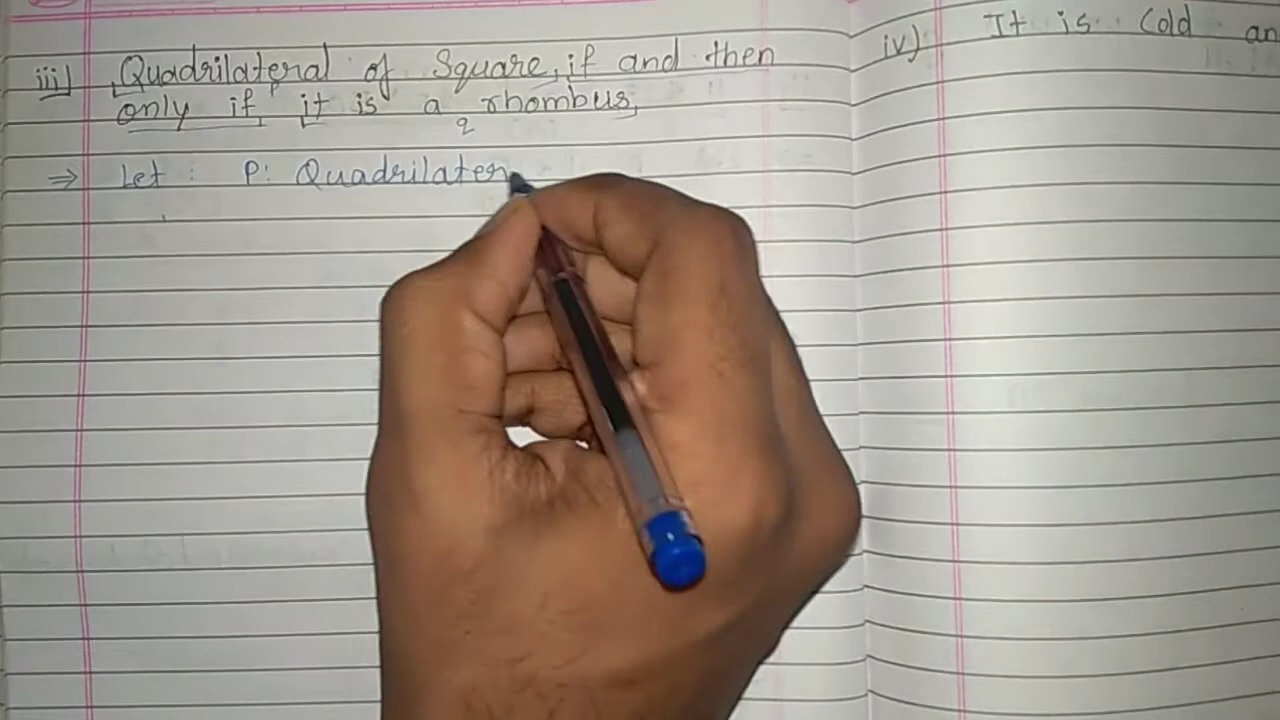 iii) Quadrilateral of Square, if and then
only if, it is a rhombus,
p
q
⇒ Let : P: Quadrilater
iv) It is Cold an